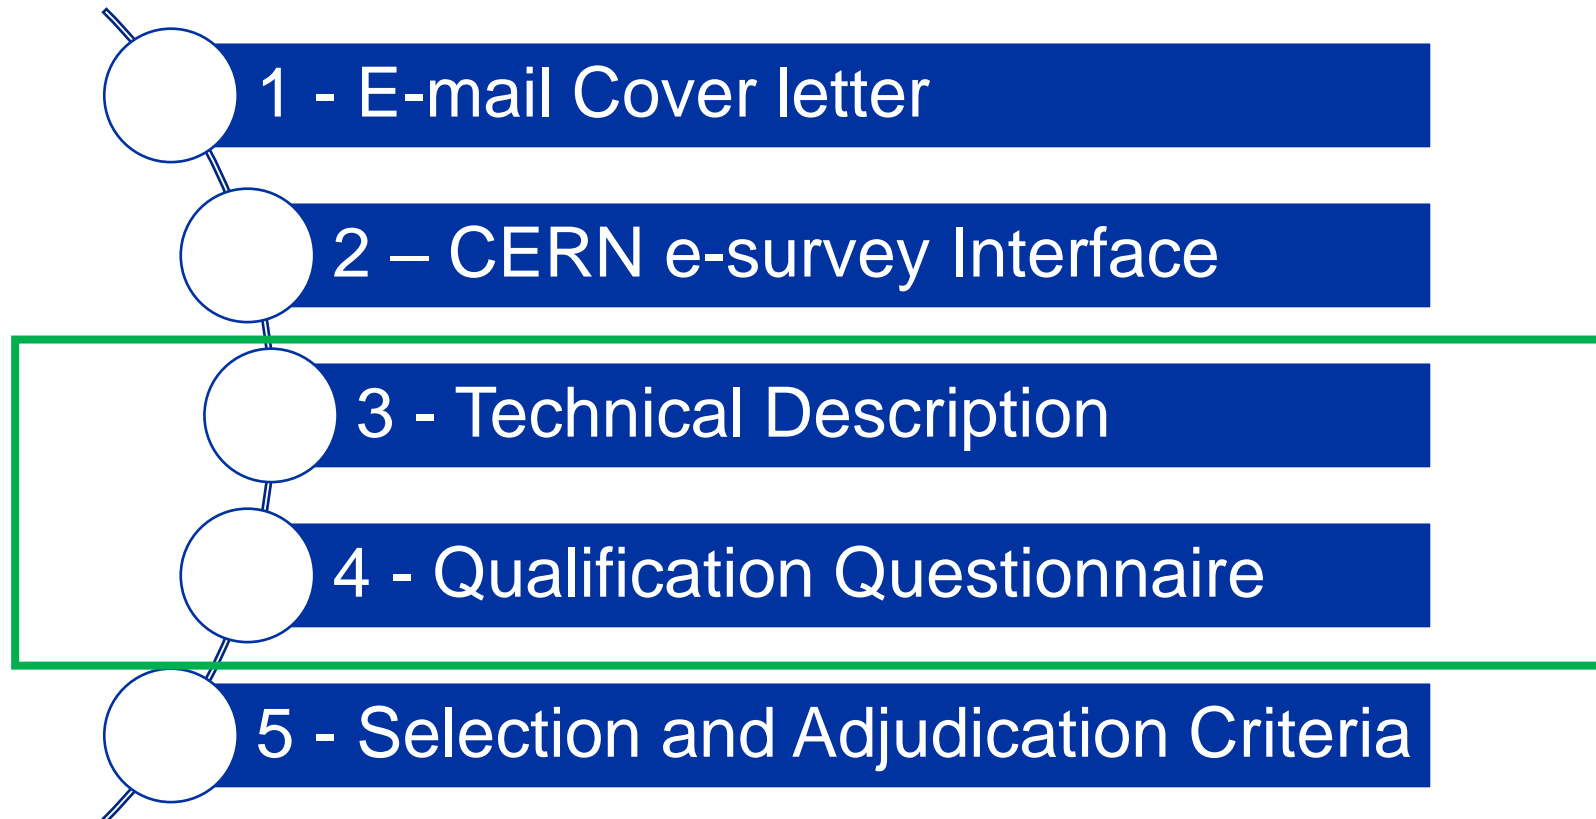 1 - E-mail Cover letter
2 – CERN e-survey Interface
3 - Technical Description
4 - Qualification Questionnaire
5 - Selection and Adjudication Criteria